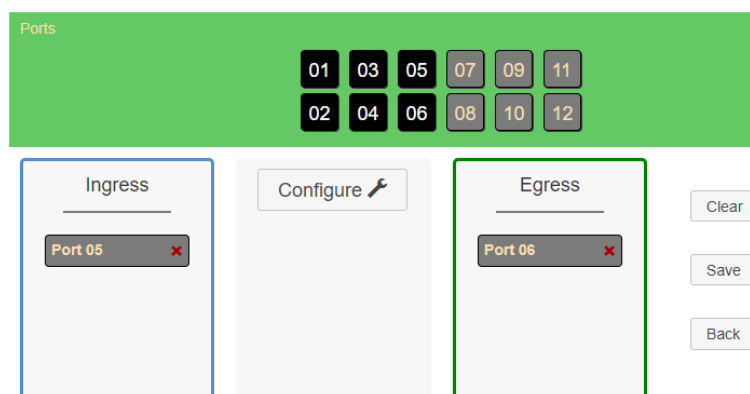 Ports
01 03 05 07 09 11
02 04 06 08 10 12
Ingress
Configure
Egress
Port 05
Port 06
Clear
Save
Back